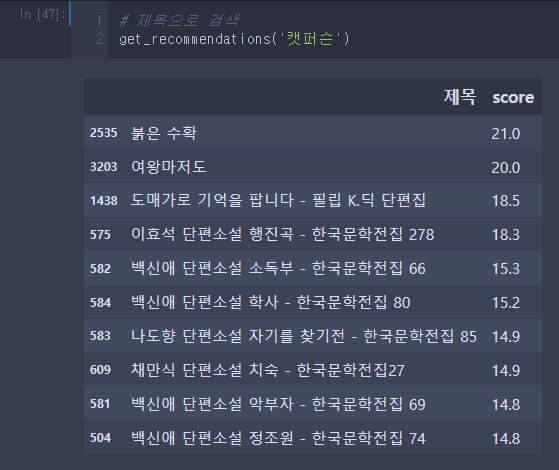 In [47]:
1 # 제목으로 검색
2 get_recommendations('캣퍼슨')
제목 score
2535 붉은 수확 21.0
3203 여왕마저도 20.0
1438 도매가로 기억을 팝니다 - 필립 K.딕 단편집 18.5
575 이효석 단편소설 행진곡 - 한국문학전집 278 18.3
582 백신애 단편소설 소독부 - 한국문학전집 66 15.3
584 백신애 단편소설 학사 - 한국문학전집 80 15.2
583 나도향 단편소설 자기를 찾기전 - 한국문학전집 85 14.9
609 채만식 단편소설 치숙 - 한국문학전집27 14.9
581 백신애 단편소설 악부자 - 한국문학전집 69 14.8
504 백신애 단편소설 정조원 - 한국문학전집 74 14.8